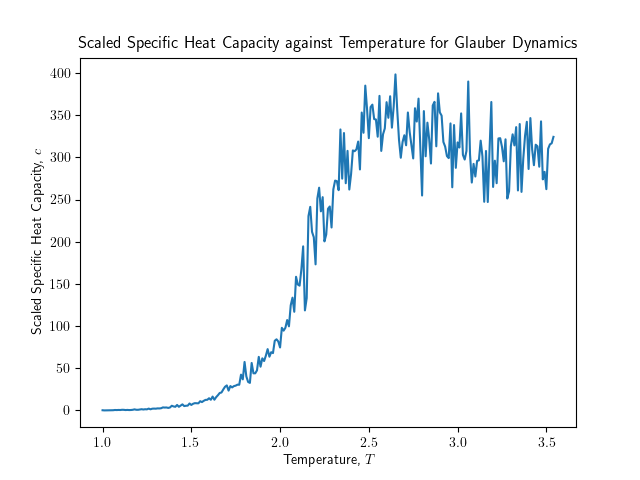 Scaled Specific Heat Capacity against Temperature for Glauber Dynamics
Scaled Specific Heat Capacity, c
400
350
300
250
200
150
100
50
0
1.0 1.5 2.0 2.5 3.0 3.5
Temperature, T